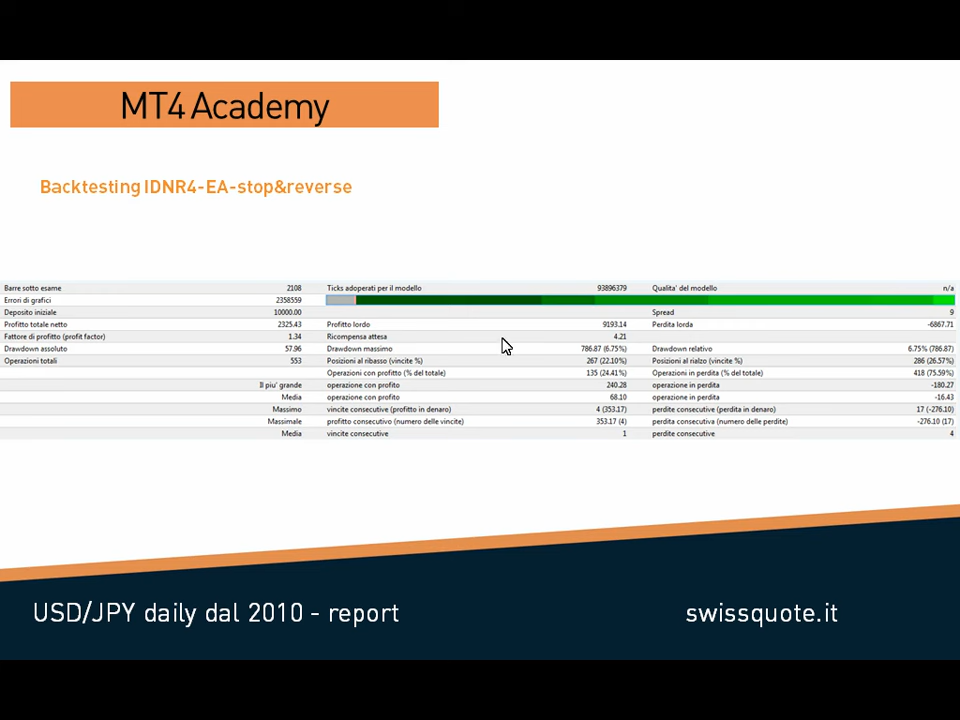 MT4 Academy
Backtesting IDNR4-EA-stop&reverse
Barre sotto esame 2108 Ticks adoperati per il modello 93896379 Qualita' del modello n/a
Errori di grafici 2358559
Deposito iniziale 10000.00 Spread 9
Profitto totale netto 2325.43 Profitto lordo 9193.14 Perdita lorda -6867.71
Fattore di profitto (profit factor) 1.34 Ricompensa attesa 4.21
Drawdown assoluto 57.96 Drawdown massimo 786.87 (6.75%) Drawdown relativo 6.75% (786.87)
Operazioni totali 553 Posizioni al ribasso (vincite %) 267 (22.10%) Posizioni al rialzo (vincite %) 286 (26.57%)
Operazioni con profitto (% del totale) 135 (24.41%) Operazioni in perdita (% del totale) 418 (75.59%)
Il piu' grande operazione con profito 240.28 operazione in perdita -180.27
Media operazione con profito 68.10 operazione in perdita -16.43
Massimo vincite consecutive (profitto in denaro) 4 (353.17) perdite consecutive (perdita in denaro) 17 (-276.10)
Massimale profitto consecutivo (numero delle vincite) 353.17 (4) perdita consecutiva (numero delle perdite) -276.10 (17)
Media vincite consecutive 1 perdite consecutive 4
USD/JPY daily dal 2010 - report
swissquote.it